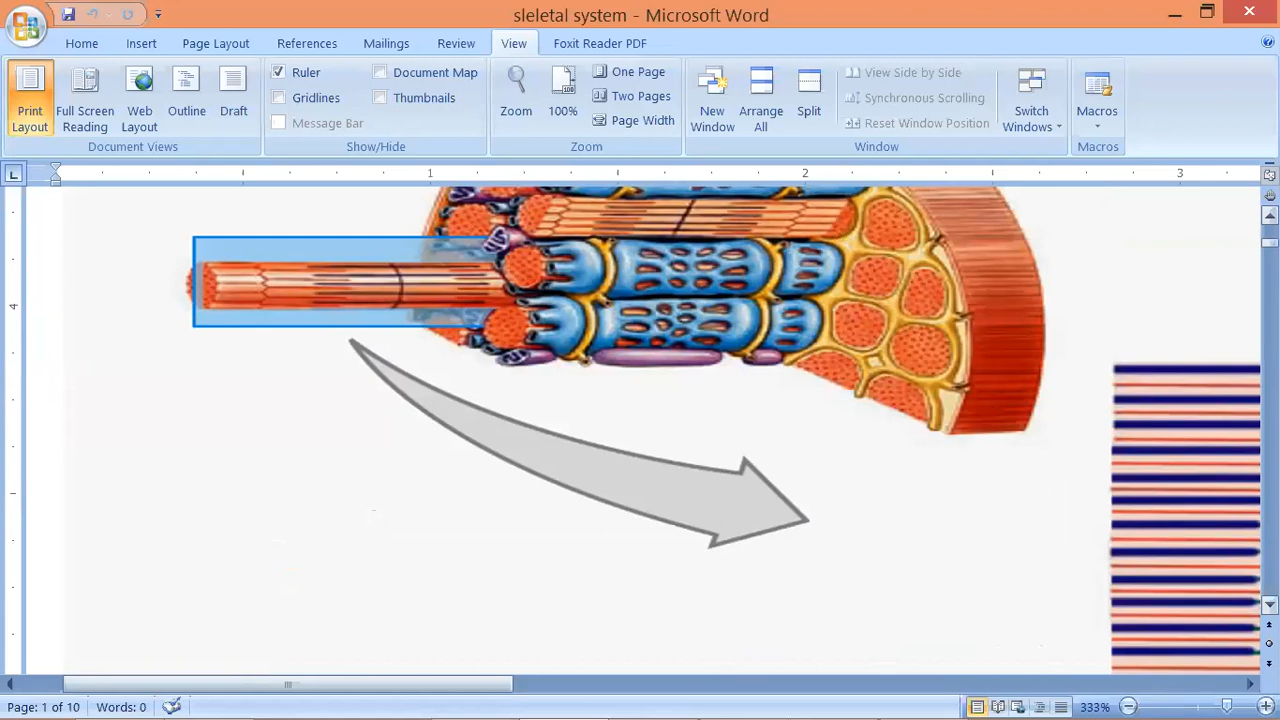 sleletal system - Microsoft Word
Home Insert Page Layout References Mailings Review View Foxit Reader PDF
Print Layout
Full Screen Reading
Web Layout
Outline
Draft
Document Views
Ruler
Gridlines
Message Bar
Document Map
Thumbnails
Show/Hide
Zoom
100%
One Page
Two Pages
Page Width
Zoom
New Window
Arrange All
Split
View Side by Side
Synchronous Scrolling
Reset Window Position
Switch Windows
Window
Macros
Macros
1 2 3
4
Page: 1 of 10 Words: 0 333%